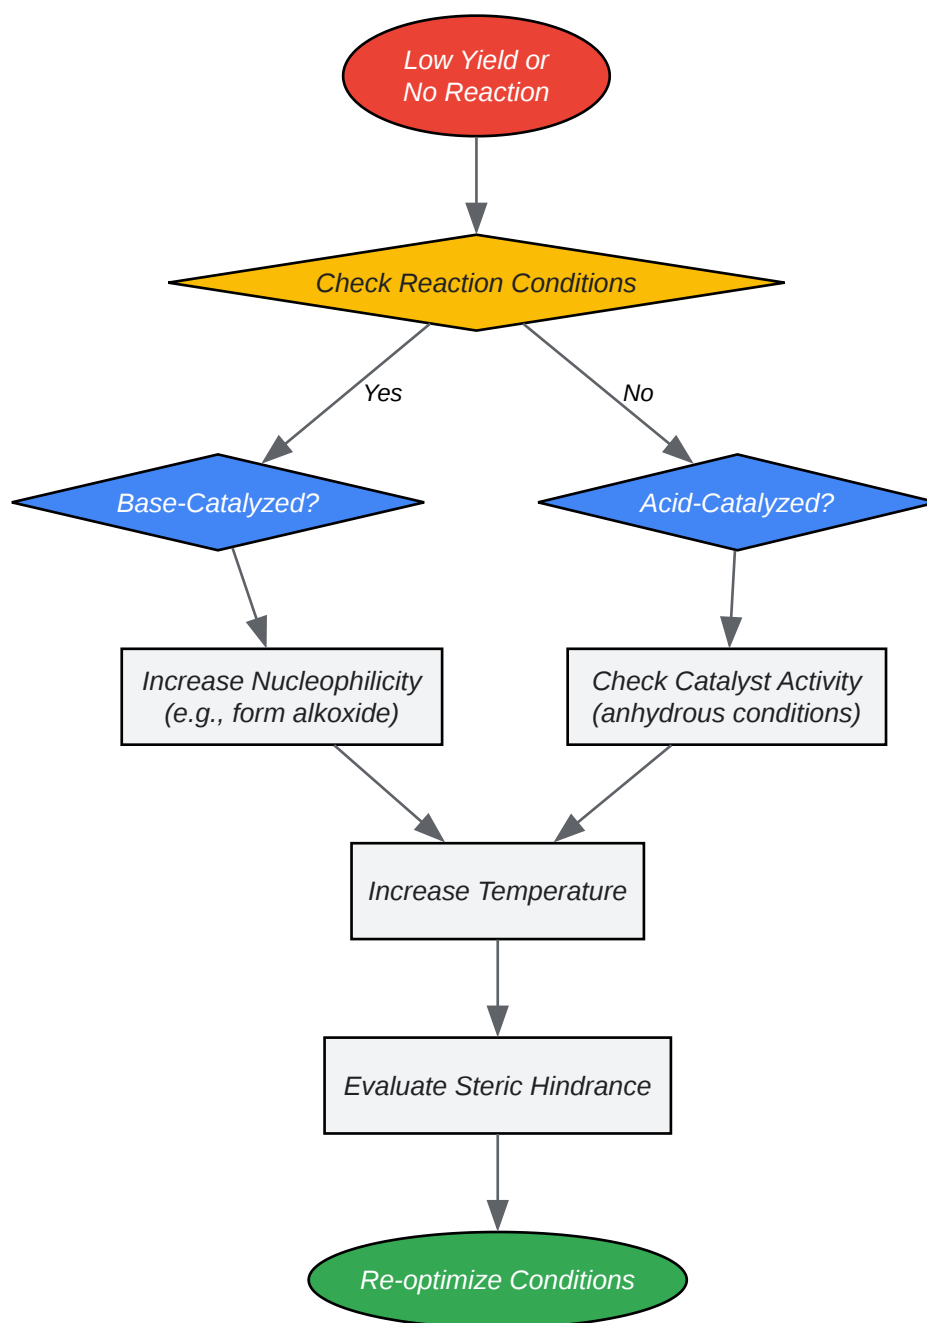 Low Yield or
No Reaction
Check Reaction Conditions
Yes
No
Base-Catalyzed?
Acid-Catalyzed?
Increase Nucleophilicity
(e.g., form alkoxide)
Check Catalyst Activity
(anhydrous conditions)
Increase Temperature
Evaluate Steric Hindrance
Re-optimize Conditions